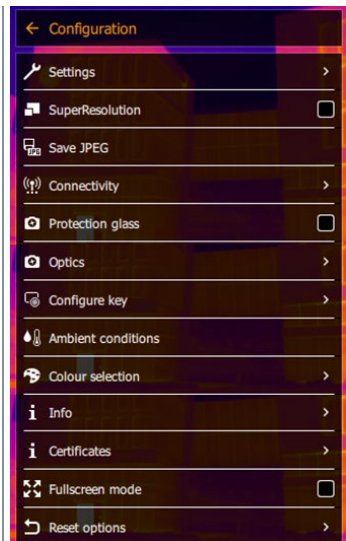 Configuration
Settings
SuperResolution
JPG
Save JPEG
Connectivity
Protection glass
Optics
Configure key
Ambient conditions
Colour selection
Info
Certificates
Fullscreen mode
Reset options